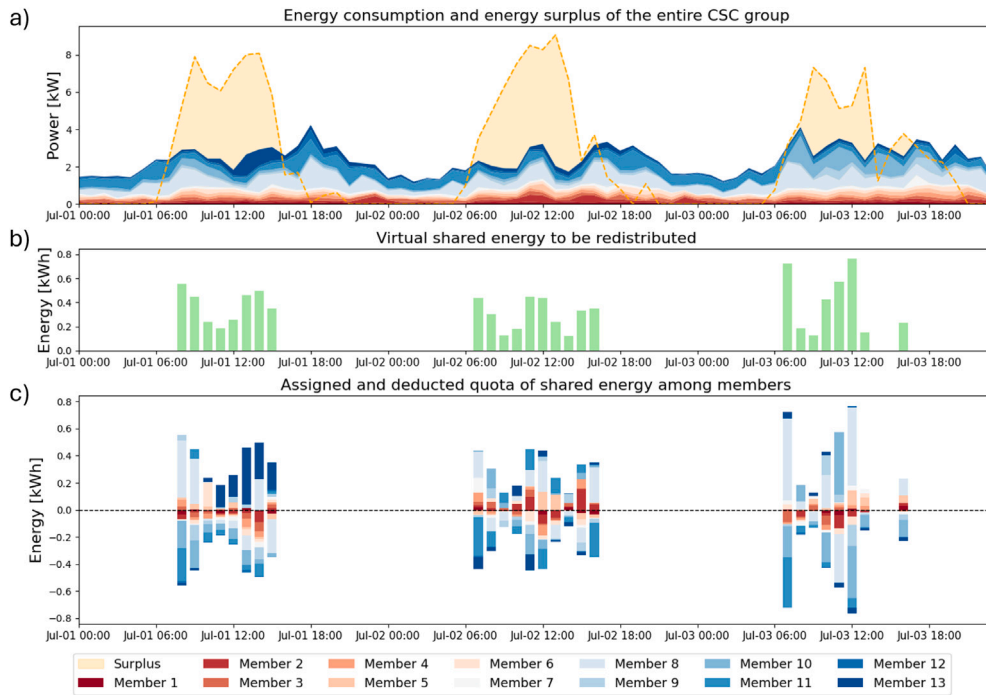 a)
Energy consumption and energy surplus of the entire CSC group
Power [kW]
8
6
4
2
0
Jul-01 00:00 Jul-01 06:00 Jul-01 12:00 Jul-01 18:00 Jul-02 00:00 Jul-02 06:00 Jul-02 12:00 Jul-02 18:00 Jul-03 00:00 Jul-03 06:00 Jul-03 12:00 Jul-03 18:00
b)
Virtual shared energy to be redistributed
Energy [kWh]
0.8
0.6
0.4
0.2
0.0
Jul-01 00:00 Jul-01 06:00 Jul-01 12:00 Jul-01 18:00 Jul-02 00:00 Jul-02 06:00 Jul-02 12:00 Jul-02 18:00 Jul-03 00:00 Jul-03 06:00 Jul-03 12:00 Jul-03 18:00
c)
Assigned and deducted quota of shared energy among members
Energy [kWh]
0.8
0.6
0.4
0.2
0.0
−0.2
−0.4
−0.6
−0.8
Jul-01 00:00 Jul-01 06:00 Jul-01 12:00 Jul-01 18:00 Jul-02 00:00 Jul-02 06:00 Jul-02 12:00 Jul-02 18:00 Jul-03 00:00 Jul-03 06:00 Jul-03 12:00 Jul-03 18:00
Surplus Member 2 Member 4 Member 6 Member 8 Member 10 Member 12
Member 1 Member 3 Member 5 Member 7 Member 9 Member 11 Member 13